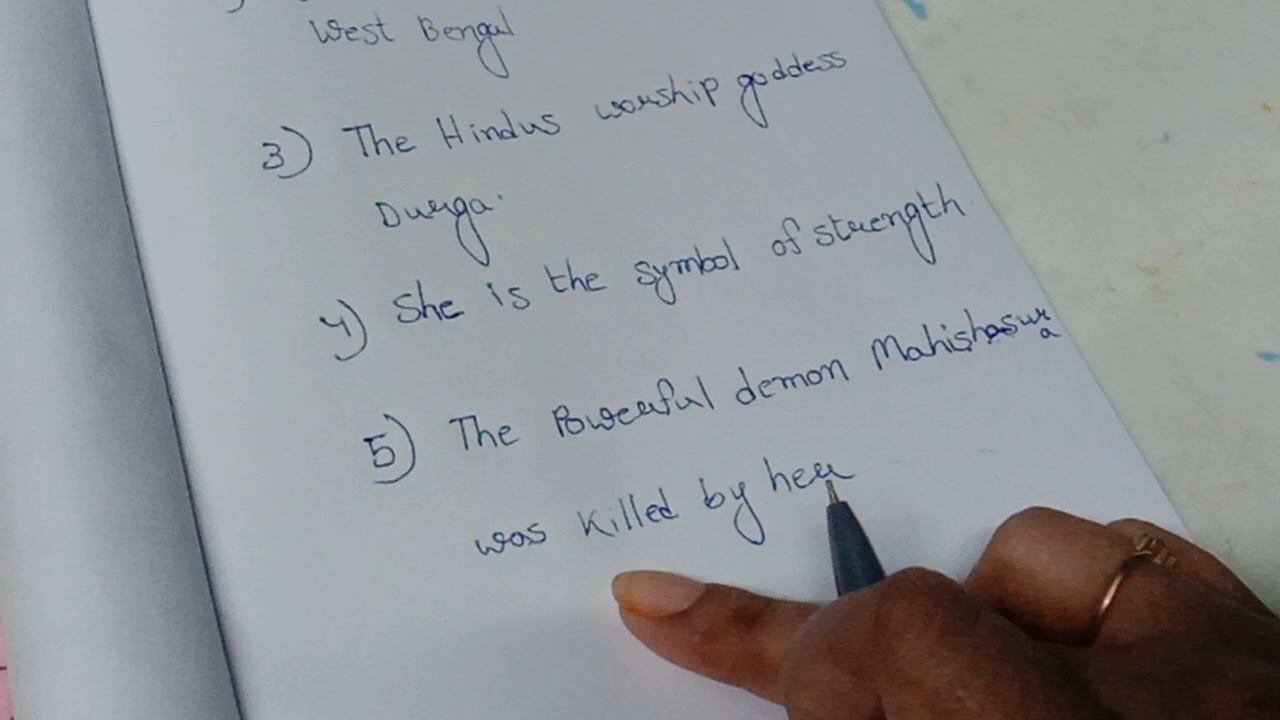 West Bengal
3) The Hindus worship goddess
Durga.
4) She is the symbol of strength
5) The Powerful demon Mahishasura
was killed by her